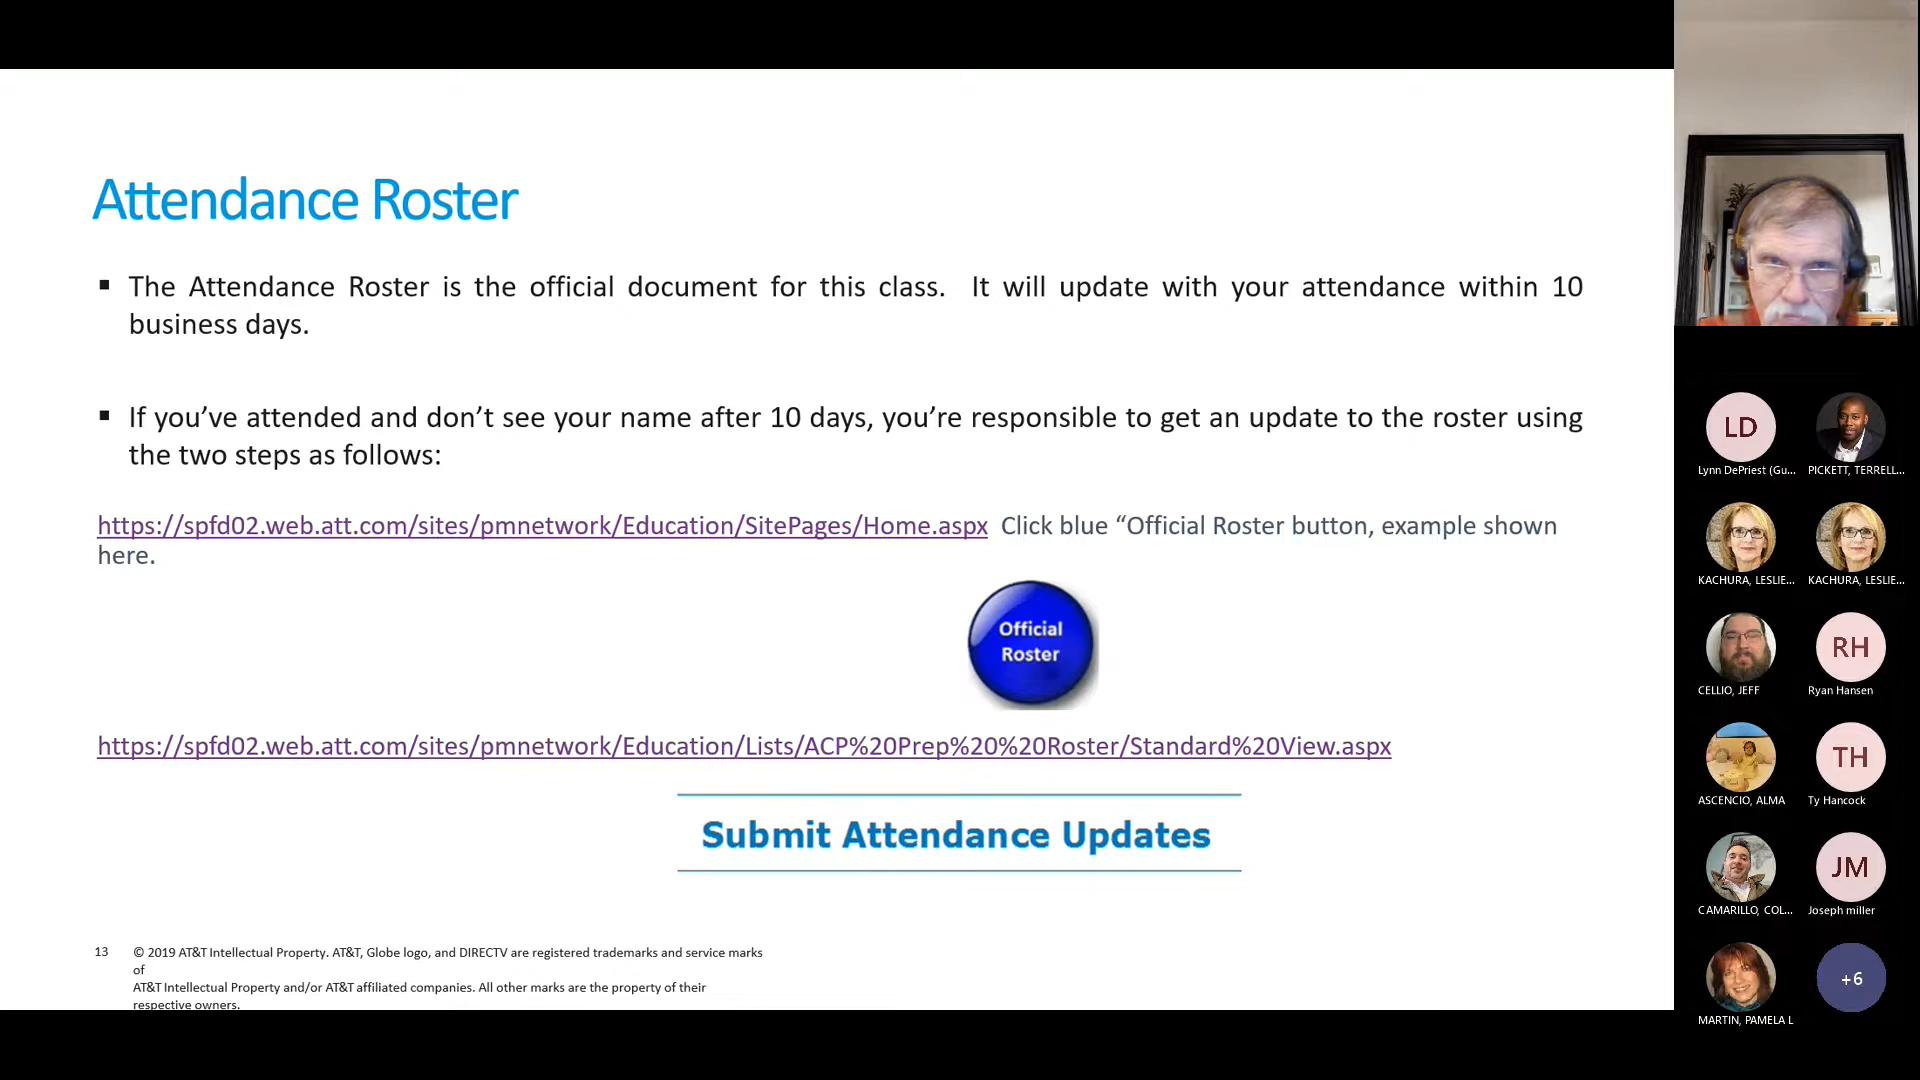 Attendance Roster
▪ The Attendance Roster is the official document for this class. It will update with your attendance within 10
business days.
▪ If you’ve attended and don’t see your name after 10 days, you’re responsible to get an update to the roster using
the two steps as follows:
https://spfd02.web.att.com/sites/pmnetwork/Education/SitePages/Home.aspx Click blue “Official Roster button, example shown
here.
Official
Roster
https://spfd02.web.att.com/sites/pmnetwork/Education/Lists/ACP%20Prep%20%20Roster/Standard%20View.aspx
Submit Attendance Updates
13 © 2019 AT&T Intellectual Property. AT&T, Globe logo, and DIRECTV are registered trademarks and service marks
of
AT&T Intellectual Property and/or AT&T affiliated companies. All other marks are the property of their
respective owners.
LD
Lynn DePriest (Gu... PICKETT, TERRELL...
KACHURA, LESLIE... KACHURA, LESLIE...
RH
CELLIO, JEFF Ryan Hansen
TH
ASCENCIO, ALMA Ty Hancock
JM
CAMARILLO, COL... Joseph miller
+6
MARTIN, PAMELA L